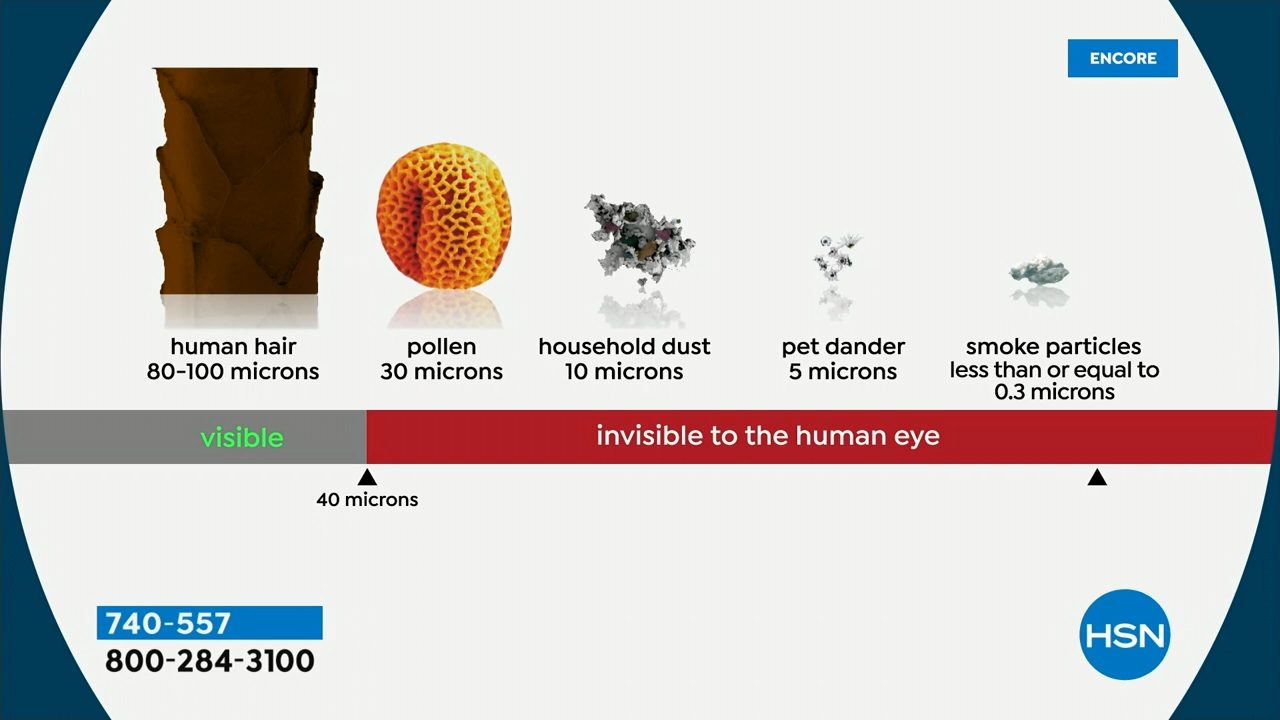 ENCORE
human hair
80-100 microns
pollen
30 microns
household dust
10 microns
pet dander
5 microns
smoke particles
less than or equal to
0.3 microns
visible
invisible to the human eye
40 microns
740-557
800-284-3100
HSN